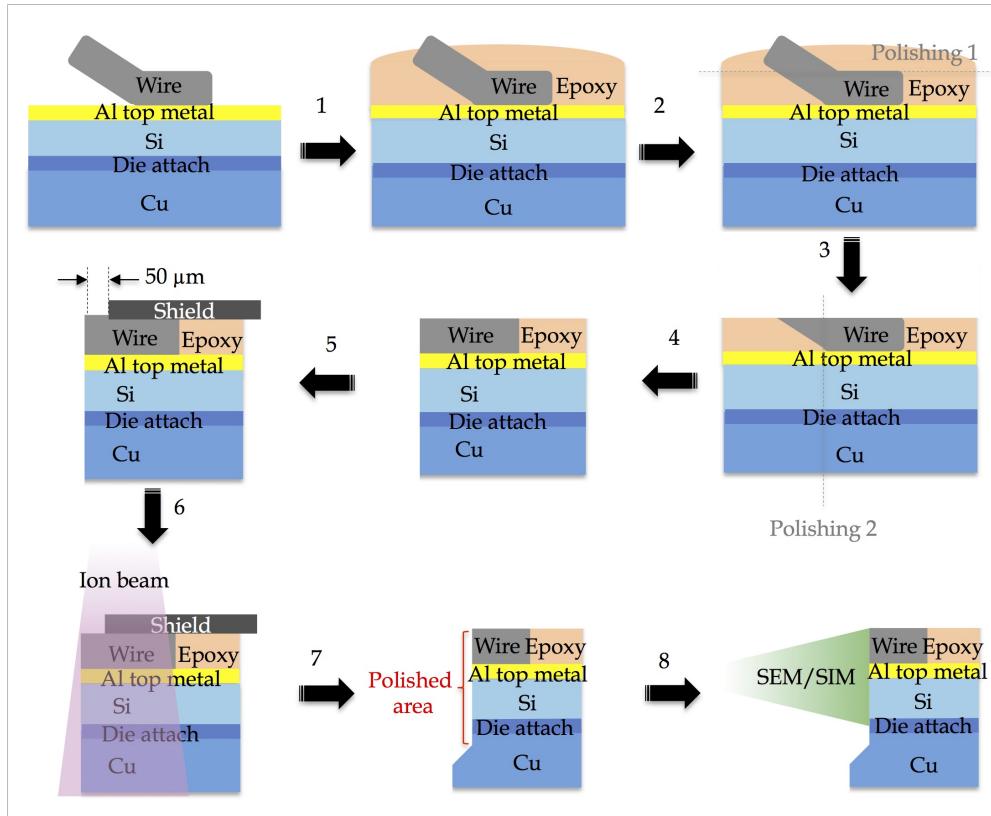 Wire
Al top metal
Si
Die attach
Cu
1
Wire Epoxy
Al top metal
Si
Die attach
Cu
2
Polishing 1
Wire Epoxy
Al top metal
Si
Die attach
Cu
3
Wire Epoxy
Al top metal
Si
Die attach
Cu
Polishing 2
4
Wire Epoxy
Al top metal
Si
Die attach
Cu
5
50 µm
Shield
Wire Epoxy
Al top metal
Si
Die attach
Cu
6
Ion beam
Shield
Wire Epoxy
Al top metal
Si
Die attach
Cu
7
Polished
area
Wire Epoxy
Al top metal
Si
Die attach
Cu
8
SEM/SIM
Wire Epoxy
Al top metal
Si
Die attach
Cu